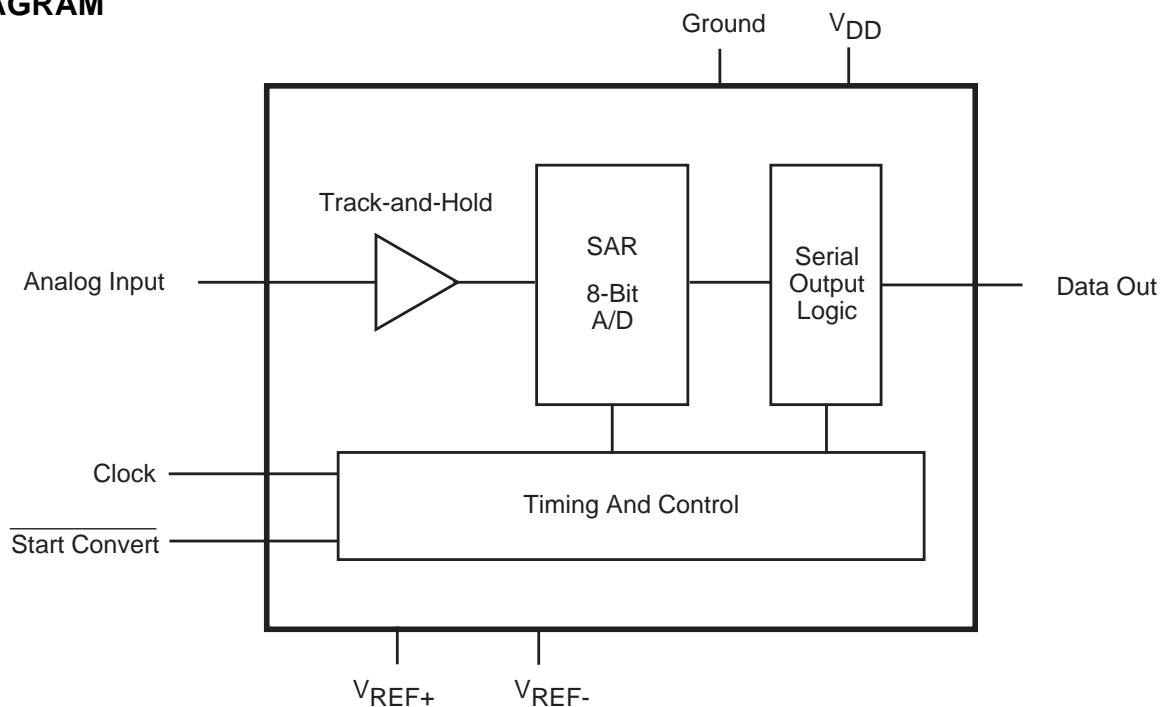 AGRAM
Ground
VDD
Track-and-Hold
SAR
8-Bit
A/D
Serial
Output
Logic
Analog Input
Data Out
Clock
Start Convert
Timing And Control
VREF+
VREF-